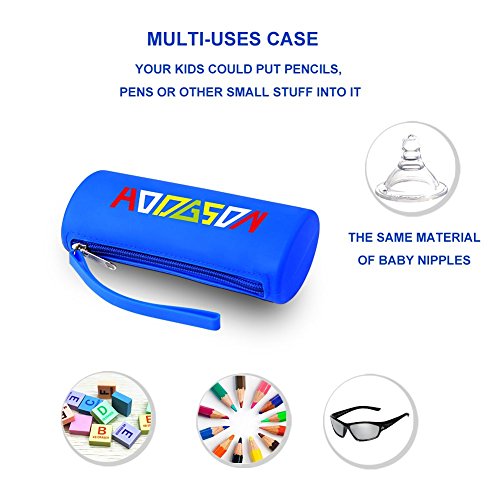 MULTI-USES CASE
YOUR KIDS COULD PUT PENCILS,
PENS OR OTHER SMALL STUFF INTO IT
HODGSON
THE SAME MATERIAL
OF BABY NIPPLES
F
E
C
D
B
E